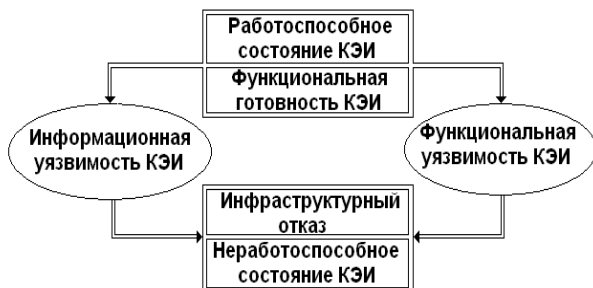 Работоспособное
состояние КЭИ
Функциональная
готовность КЭИ
Информационная
уязвимость КЭИ
Функциональная
уязвимость КЭИ
Инфраструктурный
отказ
Неработоспособное
состояние КЭИ